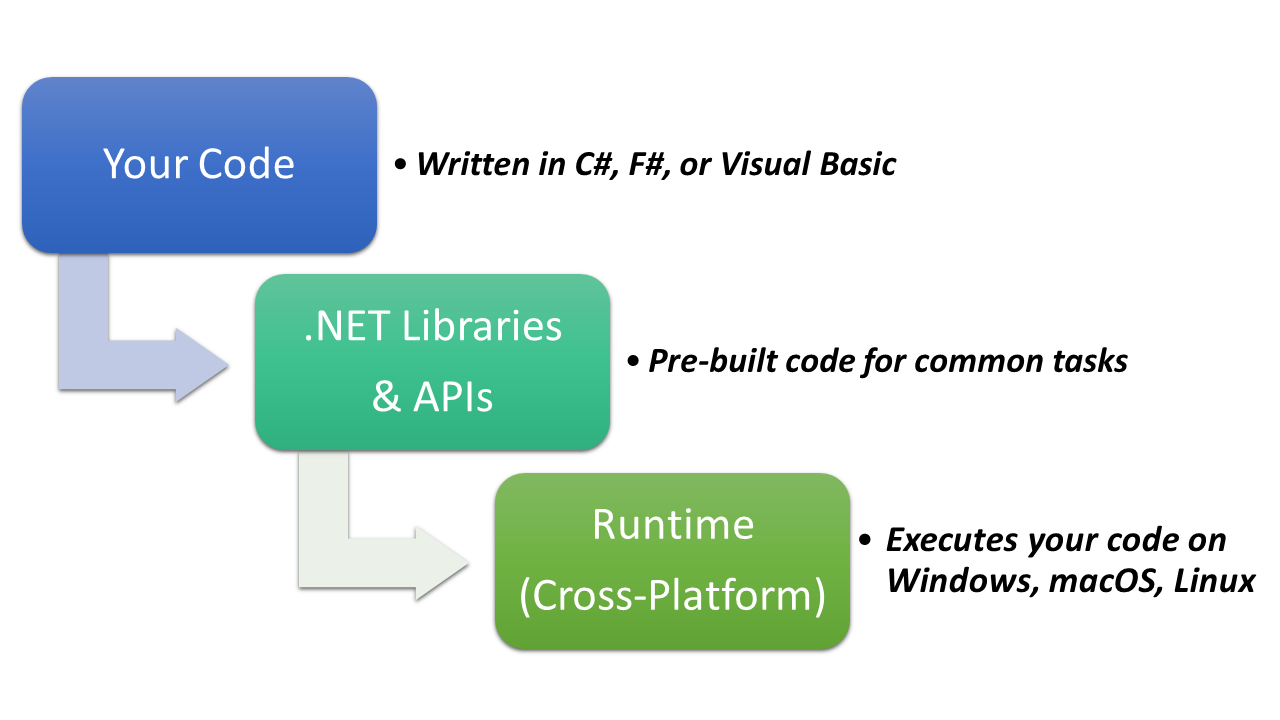 Your Code
• Written in C#, F#, or Visual Basic
.NET Libraries
& APIs
• Pre-built code for common tasks
Runtime
(Cross-Platform)
• Executes your code on
Windows, macOS, Linux